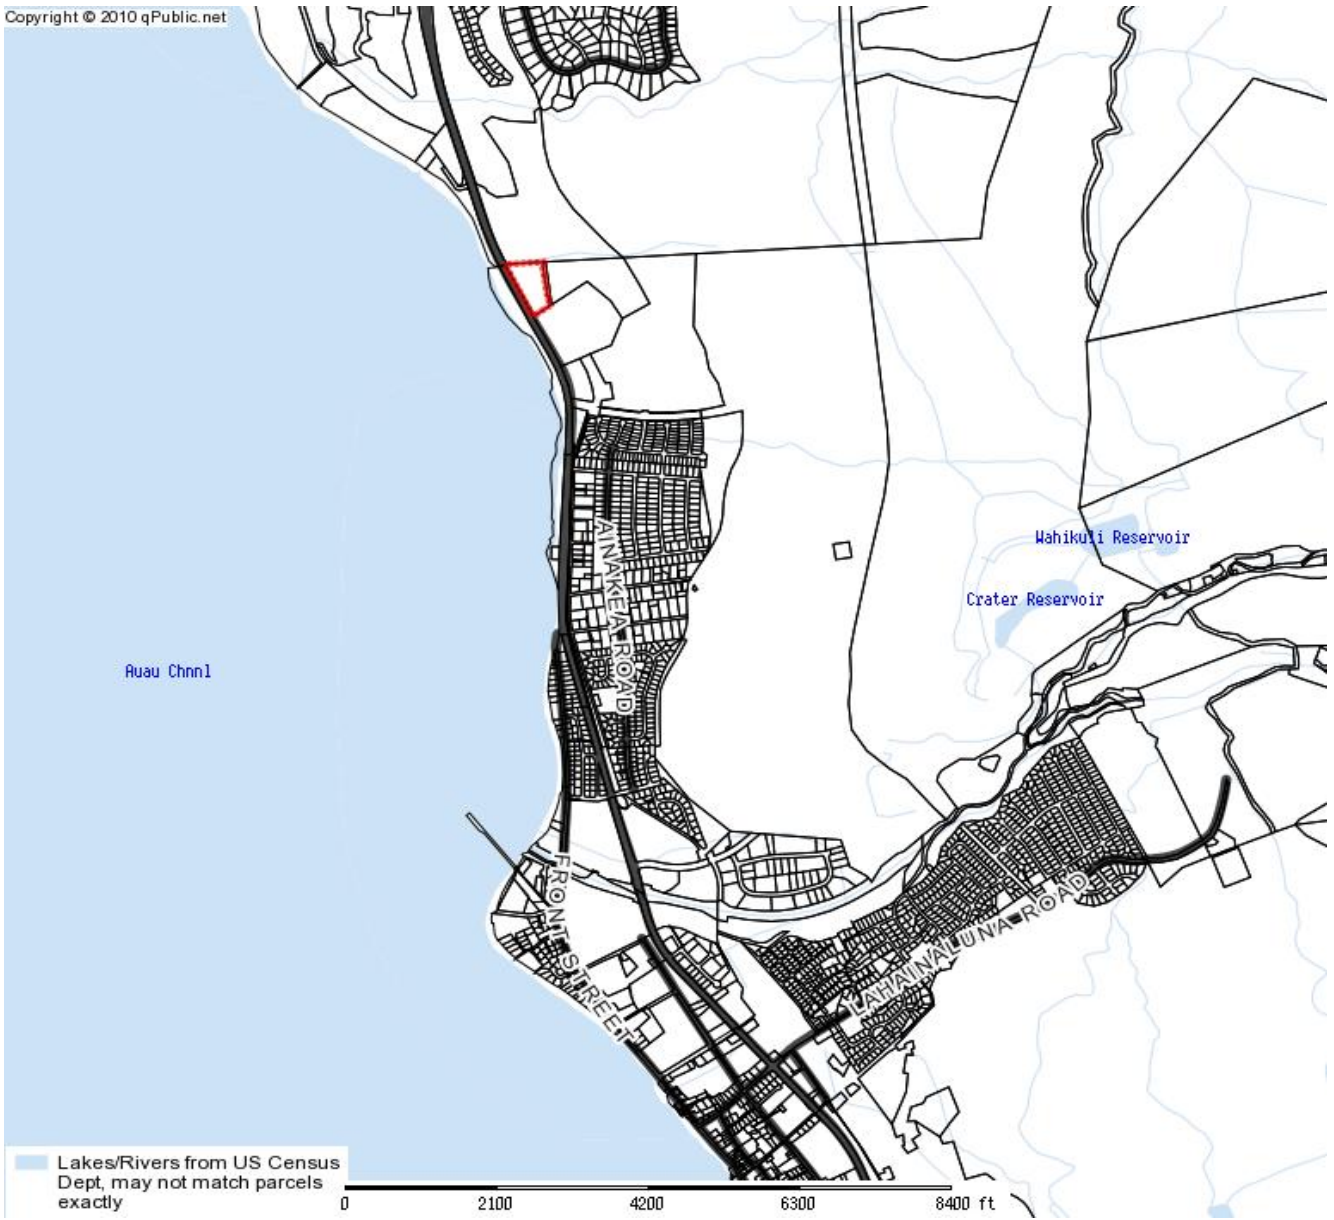 Copyright © 2010 qPublic.net
Wahikuli Reservoir
AINAKEA ROAD
Crater Reservoir
Auau Chnnl
FRONT STREET
LAHAINALUNA ROAD
Lakes/Rivers from US Census
Dept, may not match parcels
exactly
0 2100 4200 6300 8400 ft